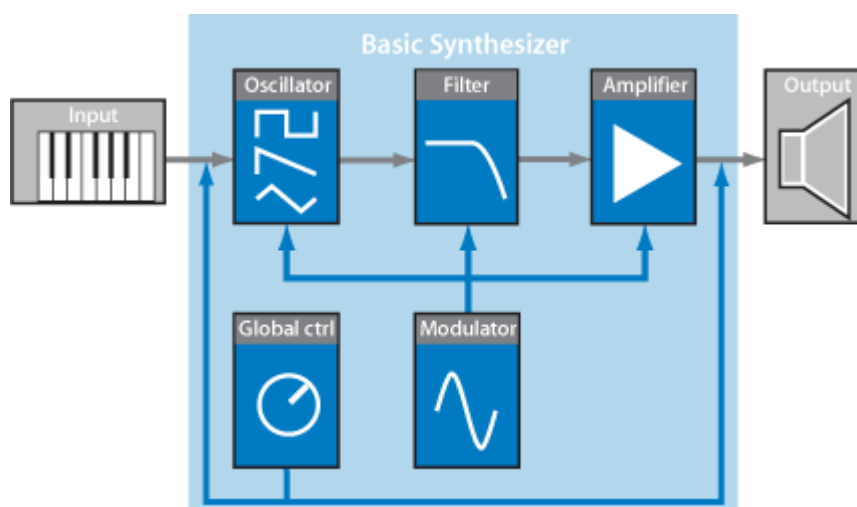 Basic Synthesizer
Input
Oscillator
Filter
Amplifier
Output
Global ctrl
Modulator